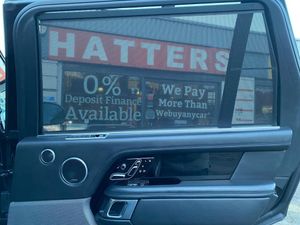 HATTERS
0%
Deposit Finance
Available
We Pay
More Than
Webuyanycar*